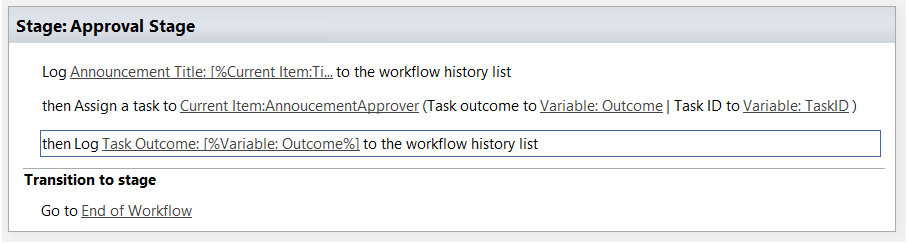 Stage: Approval Stage
Log Announcement Title: [%Current Item:Ti... to the workflow history list
then Assign a task to Current Item:AnnoucementApprover (Task outcome to Variable: Outcome | Task ID to Variable: TaskID )
then Log Task Outcome: [%Variable: Outcome%] to the workflow history list
Transition to stage
Go to End of Workflow